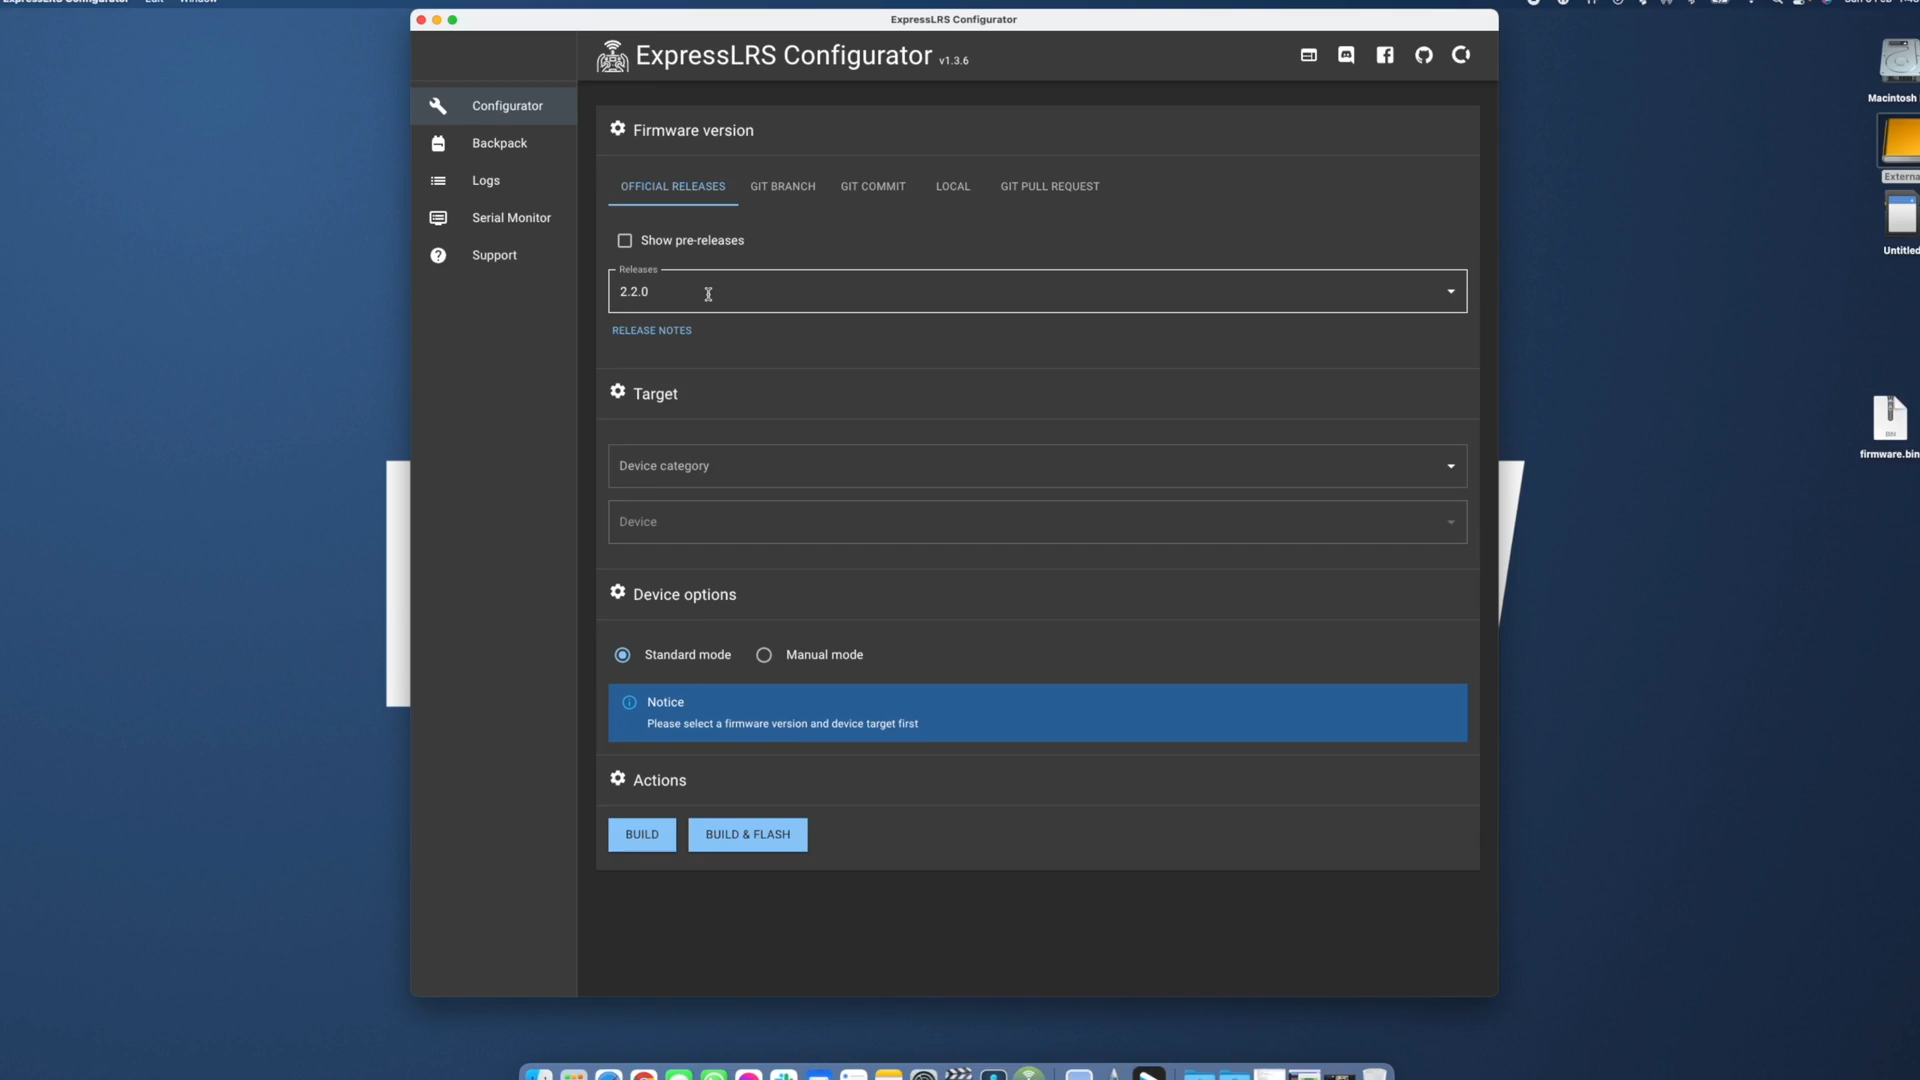 ExpressLRS Configurator
ExpressLRS Configurator v1.3.6
Configurator
Backpack
Logs
Serial Monitor
Support
Firmware version
OFFICIAL RELEASES GIT BRANCH GIT COMMIT LOCAL GIT PULL REQUEST
Show pre-releases
Releases
2.2.0
RELEASE NOTES
Target
Device category
Device
Device options
Standard mode Manual mode
Notice
Please select a firmware version and device target first
Actions
BUILD BUILD & FLASH
Macintosh
Externa
Untitled
BIN
firmware.bin